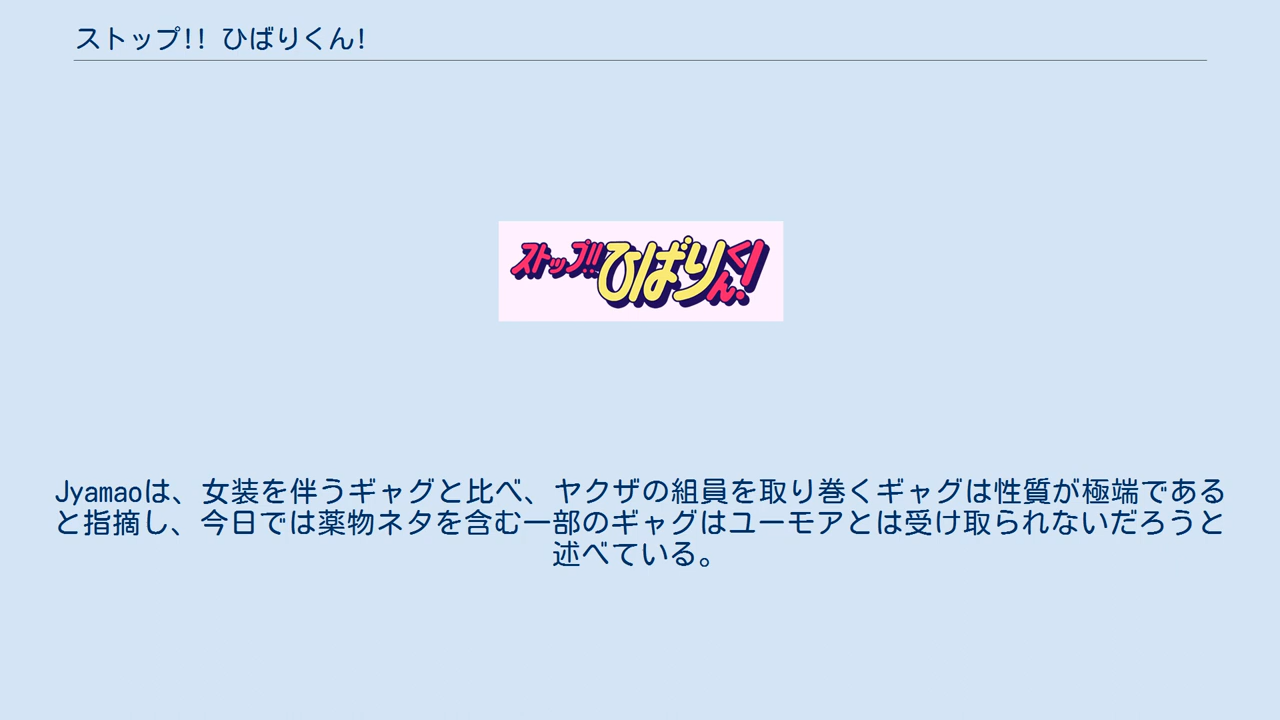 ストップ!! ひばりくん!
ストップ!! ひばりくん!
Jyamaoは、女装を伴うギャグと比べ、ヤクザの組員を取り巻くギャグは性質が極端である
と指摘し、今日では薬物ネタを含む一部のギャグはユーモアとは受け取られないだろうと
述べている。